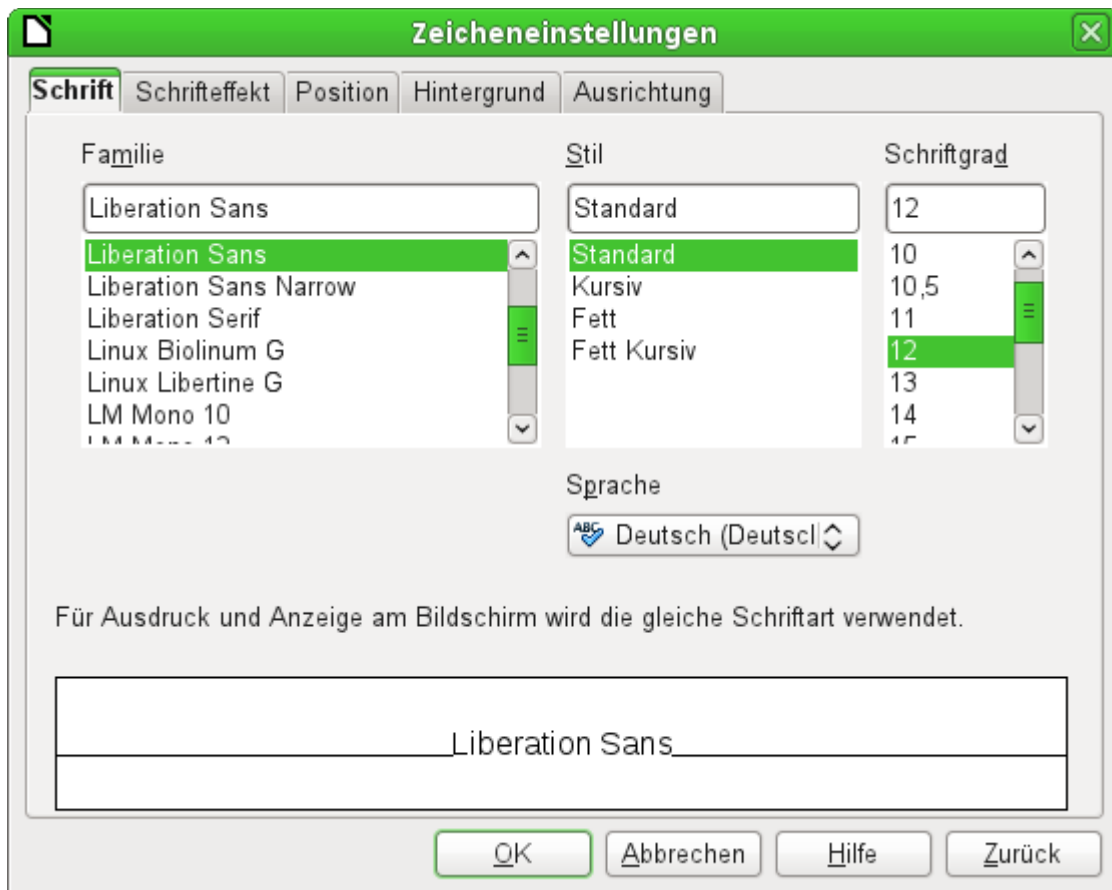 Zeicheneinstellungen
Schrift Schrifteffekt Position Hintergrund Ausrichtung
Familie Stil Schriftgrad
Liberation Sans Standard 12
Liberation Sans Standard 10
Liberation Sans Narrow Kursiv 10,5
Liberation Serif Fett 11
Linux Biolinum G Fett Kursiv 12
Linux Libertine G 13
LM Mono 10 14
Sprache
ABC Deutsch (Deutscl
Für Ausdruck und Anzeige am Bildschirm wird die gleiche Schriftart verwendet.
Liberation Sans
OK Abbrechen Hilfe Zurück